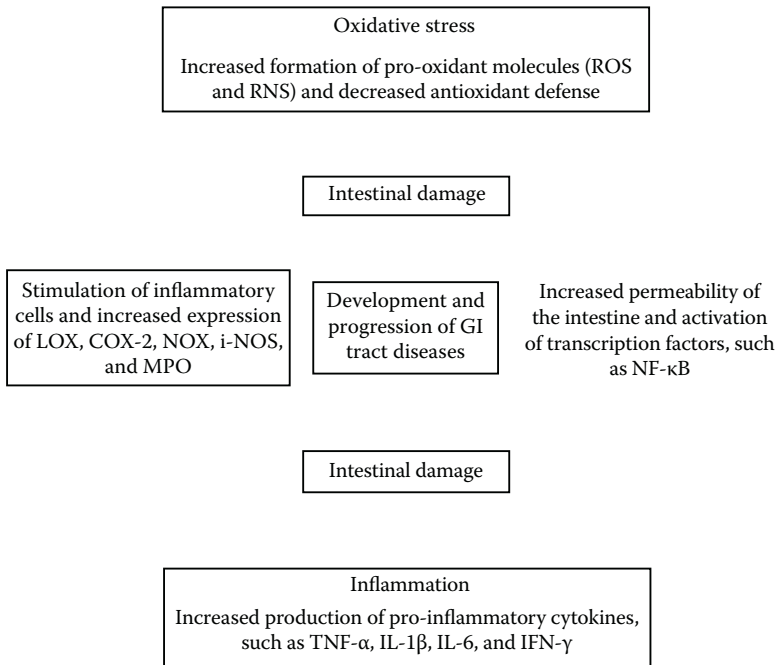 Oxidative stress
Increased formation of pro-oxidant molecules (ROS
and RNS) and decreased antioxidant defense
Intestinal damage
Stimulation of inflammatory
cells and increased expression
of LOX, COX-2, NOX, i-NOS,
and MPO
Development and
progression of GI
tract diseases
Increased permeability of
the intestine and activation
of transcription factors, such
as NF-κB
Intestinal damage
Inflammation
Increased production of pro-inflammatory cytokines,
such as TNF-α, IL-1β, IL-6, and IFN-γ